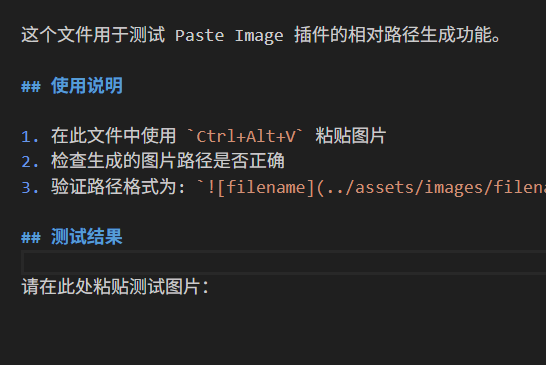 这个文件用于测试 Paste Image 插件的相对路径生成功能。
## 使用说明
1. 在此文件中使用 `Ctrl+Alt+V` 粘贴图片
2. 检查生成的图片路径是否正确
3. 验证路径格式为: `![filename](../assets/images/filena
## 测试结果
请在此处粘贴测试图片: